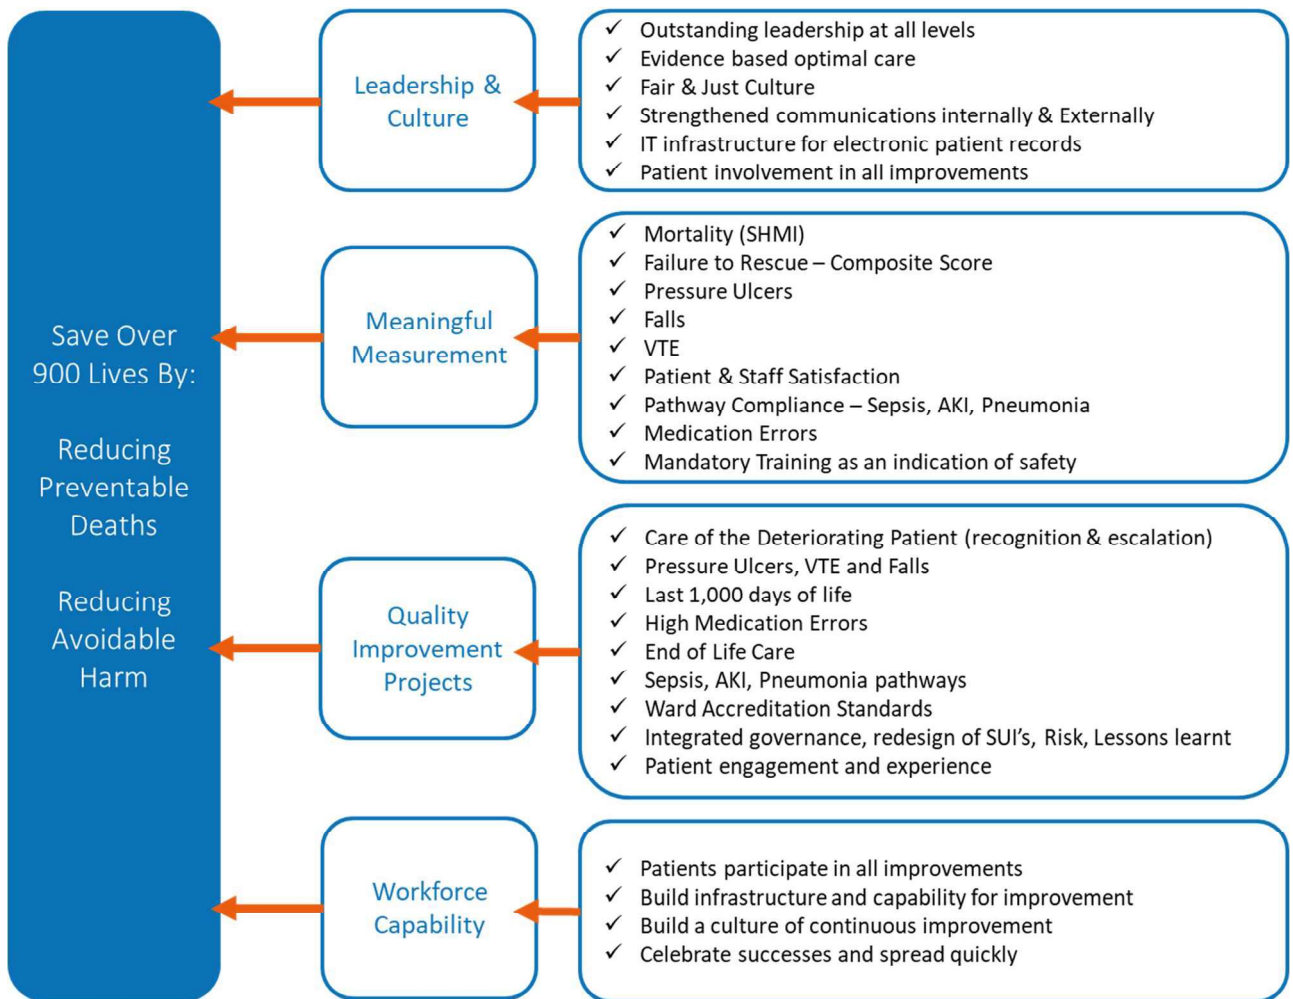 Save Over
900 Lives By:
Reducing
Preventable
Deaths
Reducing
Avoidable
Harm
Leadership &
Culture
✓ Outstanding leadership at all levels
✓ Evidence based optimal care
✓ Fair & Just Culture
✓ Strengthened communications internally & Externally
✓ IT infrastructure for electronic patient records
✓ Patient involvement in all improvements
Meaningful
Measurement
✓ Mortality (SHMI)
✓ Failure to Rescue – Composite Score
✓ Pressure Ulcers
✓ Falls
✓ VTE
✓ Patient & Staff Satisfaction
✓ Pathway Compliance – Sepsis, AKI, Pneumonia
✓ Medication Errors
✓ Mandatory Training as an indication of safety
Quality
Improvement
Projects
✓ Care of the Deteriorating Patient (recognition & escalation)
✓ Pressure Ulcers, VTE and Falls
✓ Last 1,000 days of life
✓ High Medication Errors
✓ End of Life Care
✓ Sepsis, AKI, Pneumonia pathways
✓ Ward Accreditation Standards
✓ Integrated governance, redesign of SUI's, Risk, Lessons learnt
✓ Patient engagement and experience
Workforce
Capability
✓ Patients participate in all improvements
✓ Build infrastructure and capability for improvement
✓ Build a culture of continuous improvement
✓ Celebrate successes and spread quickly